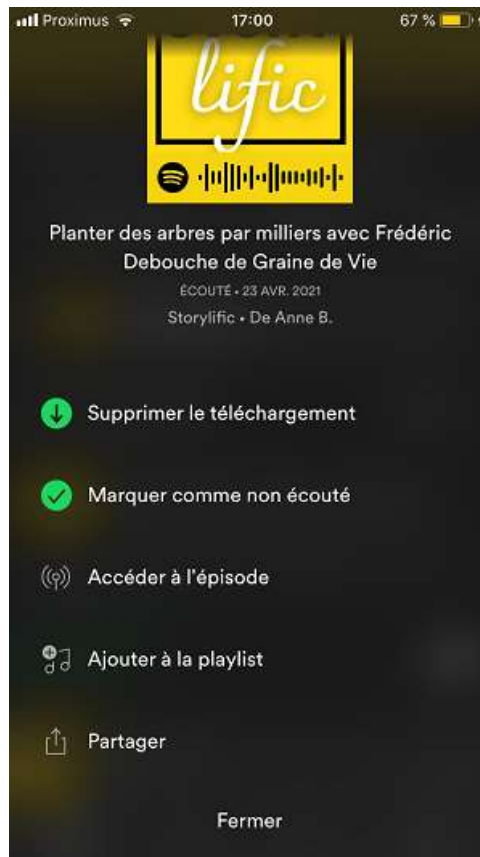 Proximus
17:00
67 %
lific
Planter des arbres par milliers avec Frédéric
Debouche de Graine de Vie
ÉCOUTÉ • 23 AVR. 2021
Storylific • De Anne B.
Supprimer le téléchargement
Marquer comme non écouté
Accéder à l'épisode
Ajouter à la playlist
Partager
Fermer